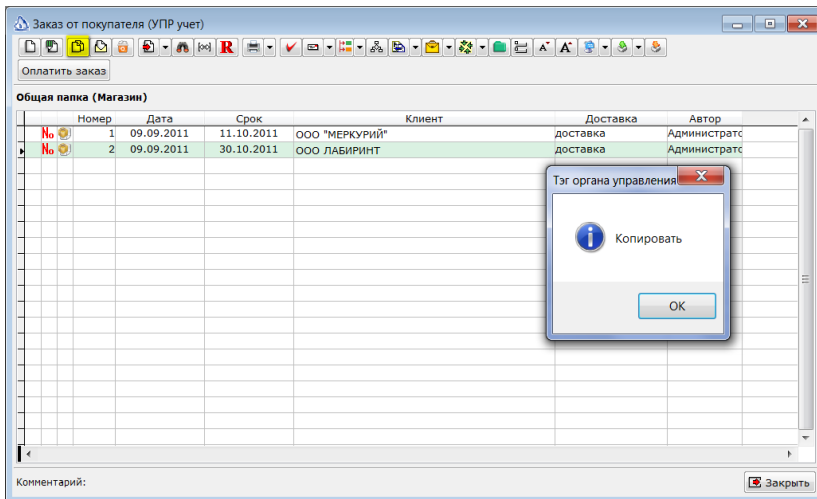 Заказ от покупателя (УПР учет)
Оплатить заказ
Общая папка (Магазин)
Номер Дата Срок Клиент Доставка Автор
No 1 09.09.2011 11.10.2011 ООО "МЕРКУРИЙ" доставка Администрато
No 2 09.09.2011 30.10.2011 ООО ЛАБИРИНТ доставка Администрато
Тэг органа управления
Копировать
OK
Комментарий:
Закрыть